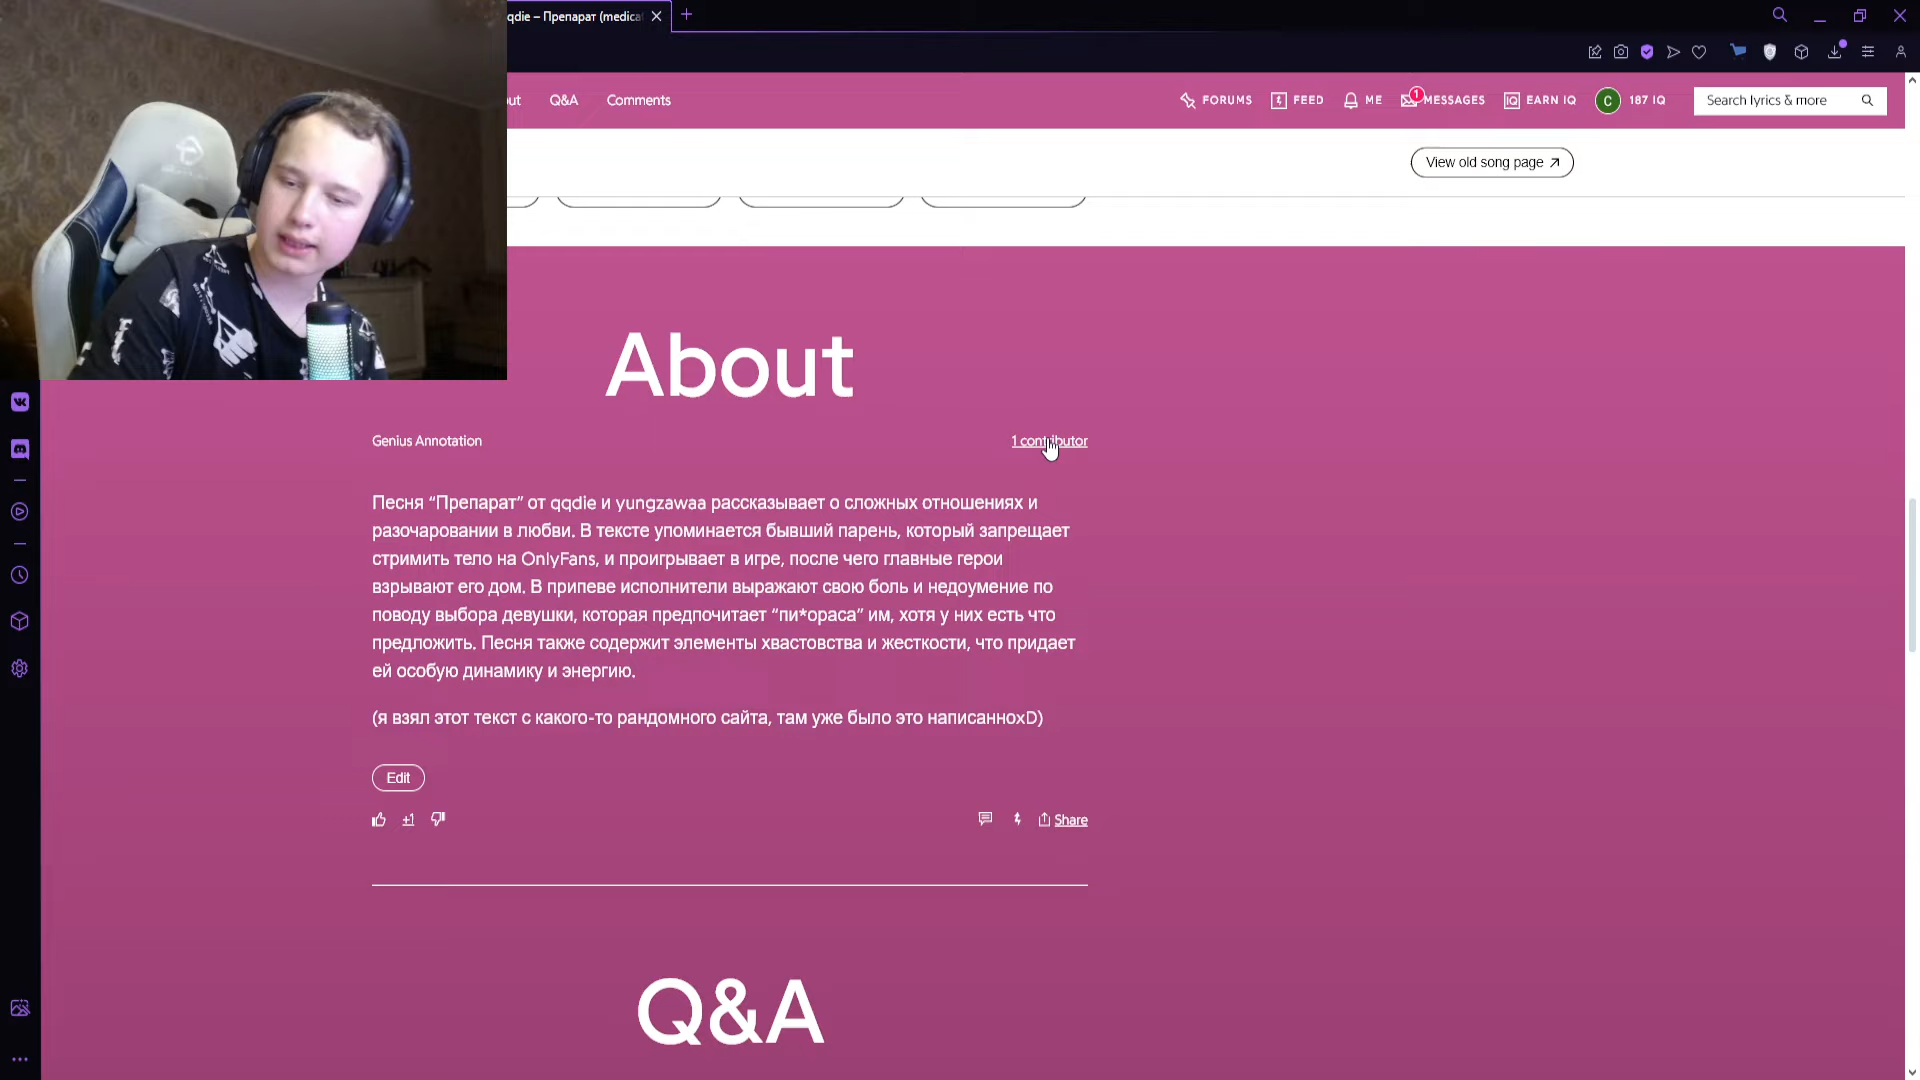 qdie – Препарат (medica
out
Q&A
Comments
FORUMS
FEED
ME
1
MESSAGES
IQ
EARN IQ
C
187 IQ
Search lyrics & more
View old song page
About
Genius Annotation
1 contributor
Песня “Препарат” от qqdie и yungzawaa рассказывает о сложных отношениях и
разочаровании в любви. В тексте упоминается бывший парень, который запрещает
стримить тело на OnlyFans, и проигрывает в игре, после чего главные герои
взрывают его дом. В припеве исполнители выражают свою боль и недоумение по
поводу выбора девушки, которая предпочитает “пи*ораса” им, хотя у них есть что
предложить. Песня также содержит элементы хвастовства и жесткости, что придает
ей особую динамику и энергию.
(я взял этот текст с какого-то рандомного сайта, там уже было это написанноxD)
Edit
+1
Share
Q&A